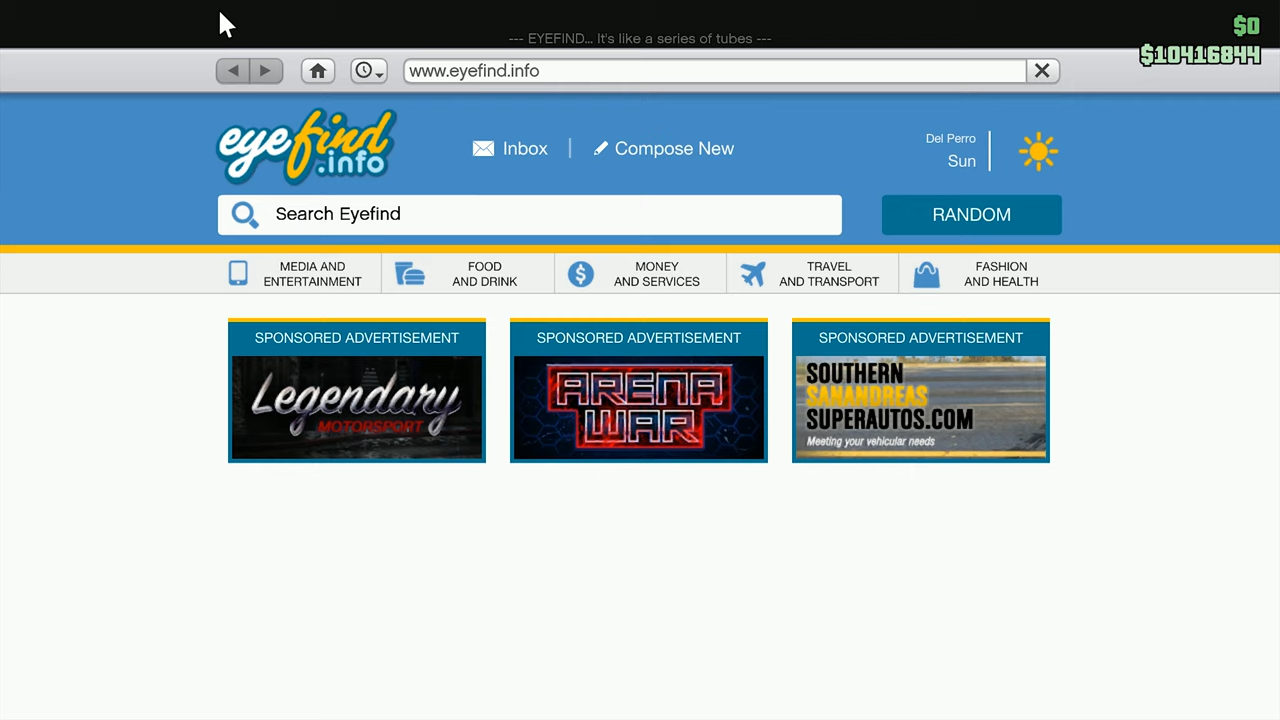 $0
--- EYEFIND... It's like a series of tubes ---
$10416844
www.eyefind.info
eyefind
.info
Inbox
Compose New
Del Perro
Sun
Search Eyefind
RANDOM
MEDIA AND
ENTERTAINMENT
FOOD
AND DRINK
MONEY
AND SERVICES
TRAVEL
AND TRANSPORT
FASHION
AND HEALTH
SPONSORED ADVERTISEMENT
Legendary
MOTORSPORT
SPONSORED ADVERTISEMENT
ARENA
WAR
SPONSORED ADVERTISEMENT
SOUTHERN
SANANDREAS
SUPERAUTOS.COM
Meeting your vehicular needs